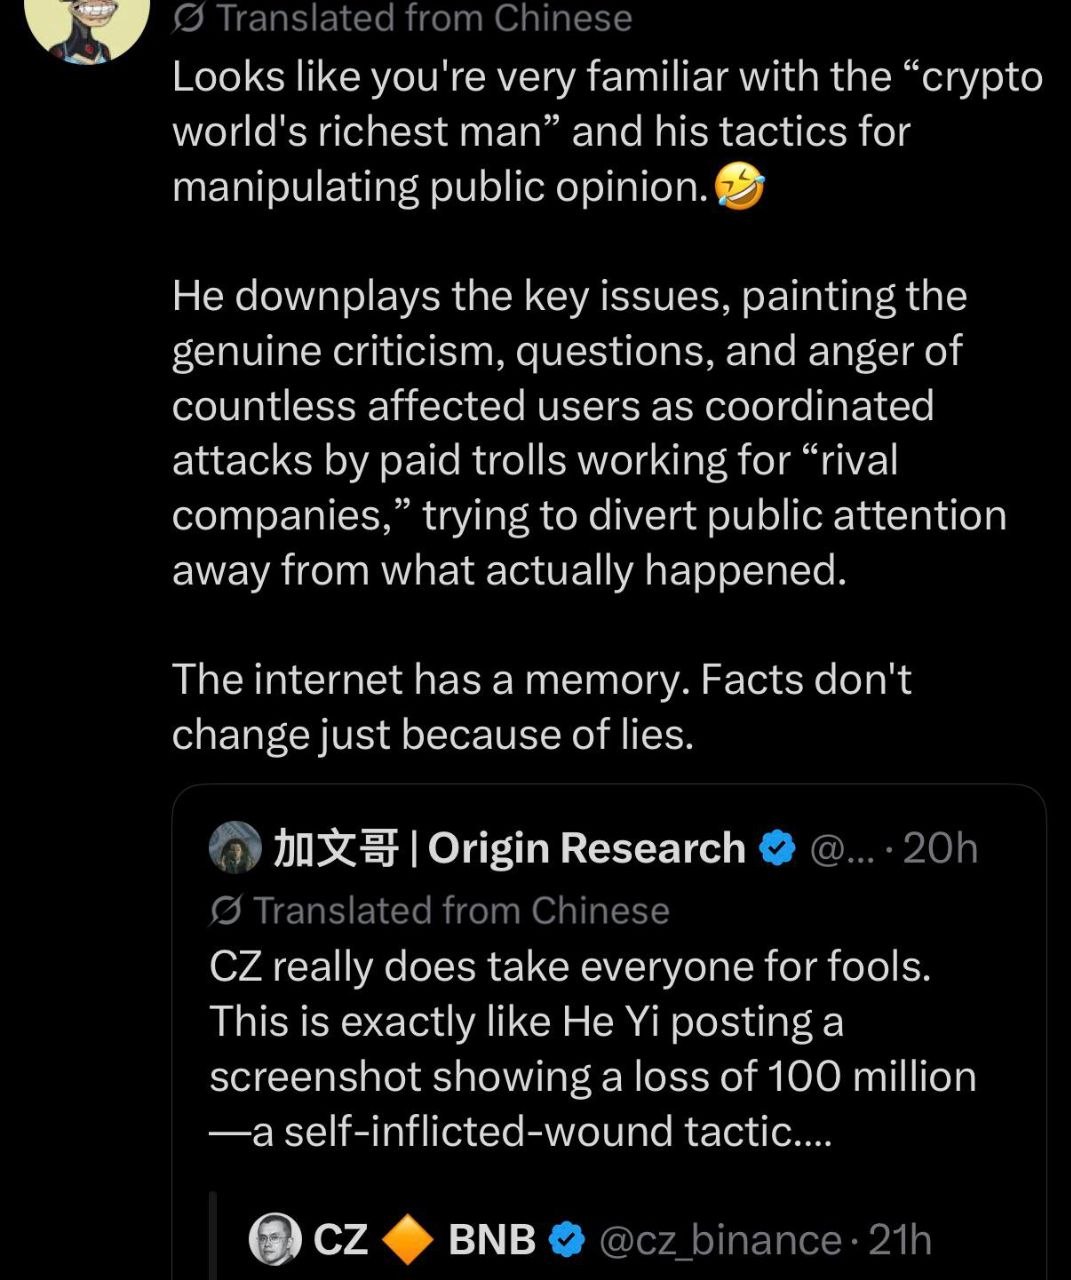 Translated from Chinese
Looks like you're very familiar with the “crypto
world's richest man” and his tactics for
manipulating public opinion.🤣
He downplays the key issues, painting the
genuine criticism, questions, and anger of
countless affected users as coordinated
attacks by paid trolls working for “rival
companies,” trying to divert public attention
away from what actually happened.
The internet has a memory. Facts don't
change just because of lies.
加文哥 | Origin Research @... · 20h
Translated from Chinese
CZ really does take everyone for fools.
This is exactly like He Yi posting a
screenshot showing a loss of 100 million
—a self-inflicted-wound tactic....
CZ 🔶 BNB @cz_binance · 21h